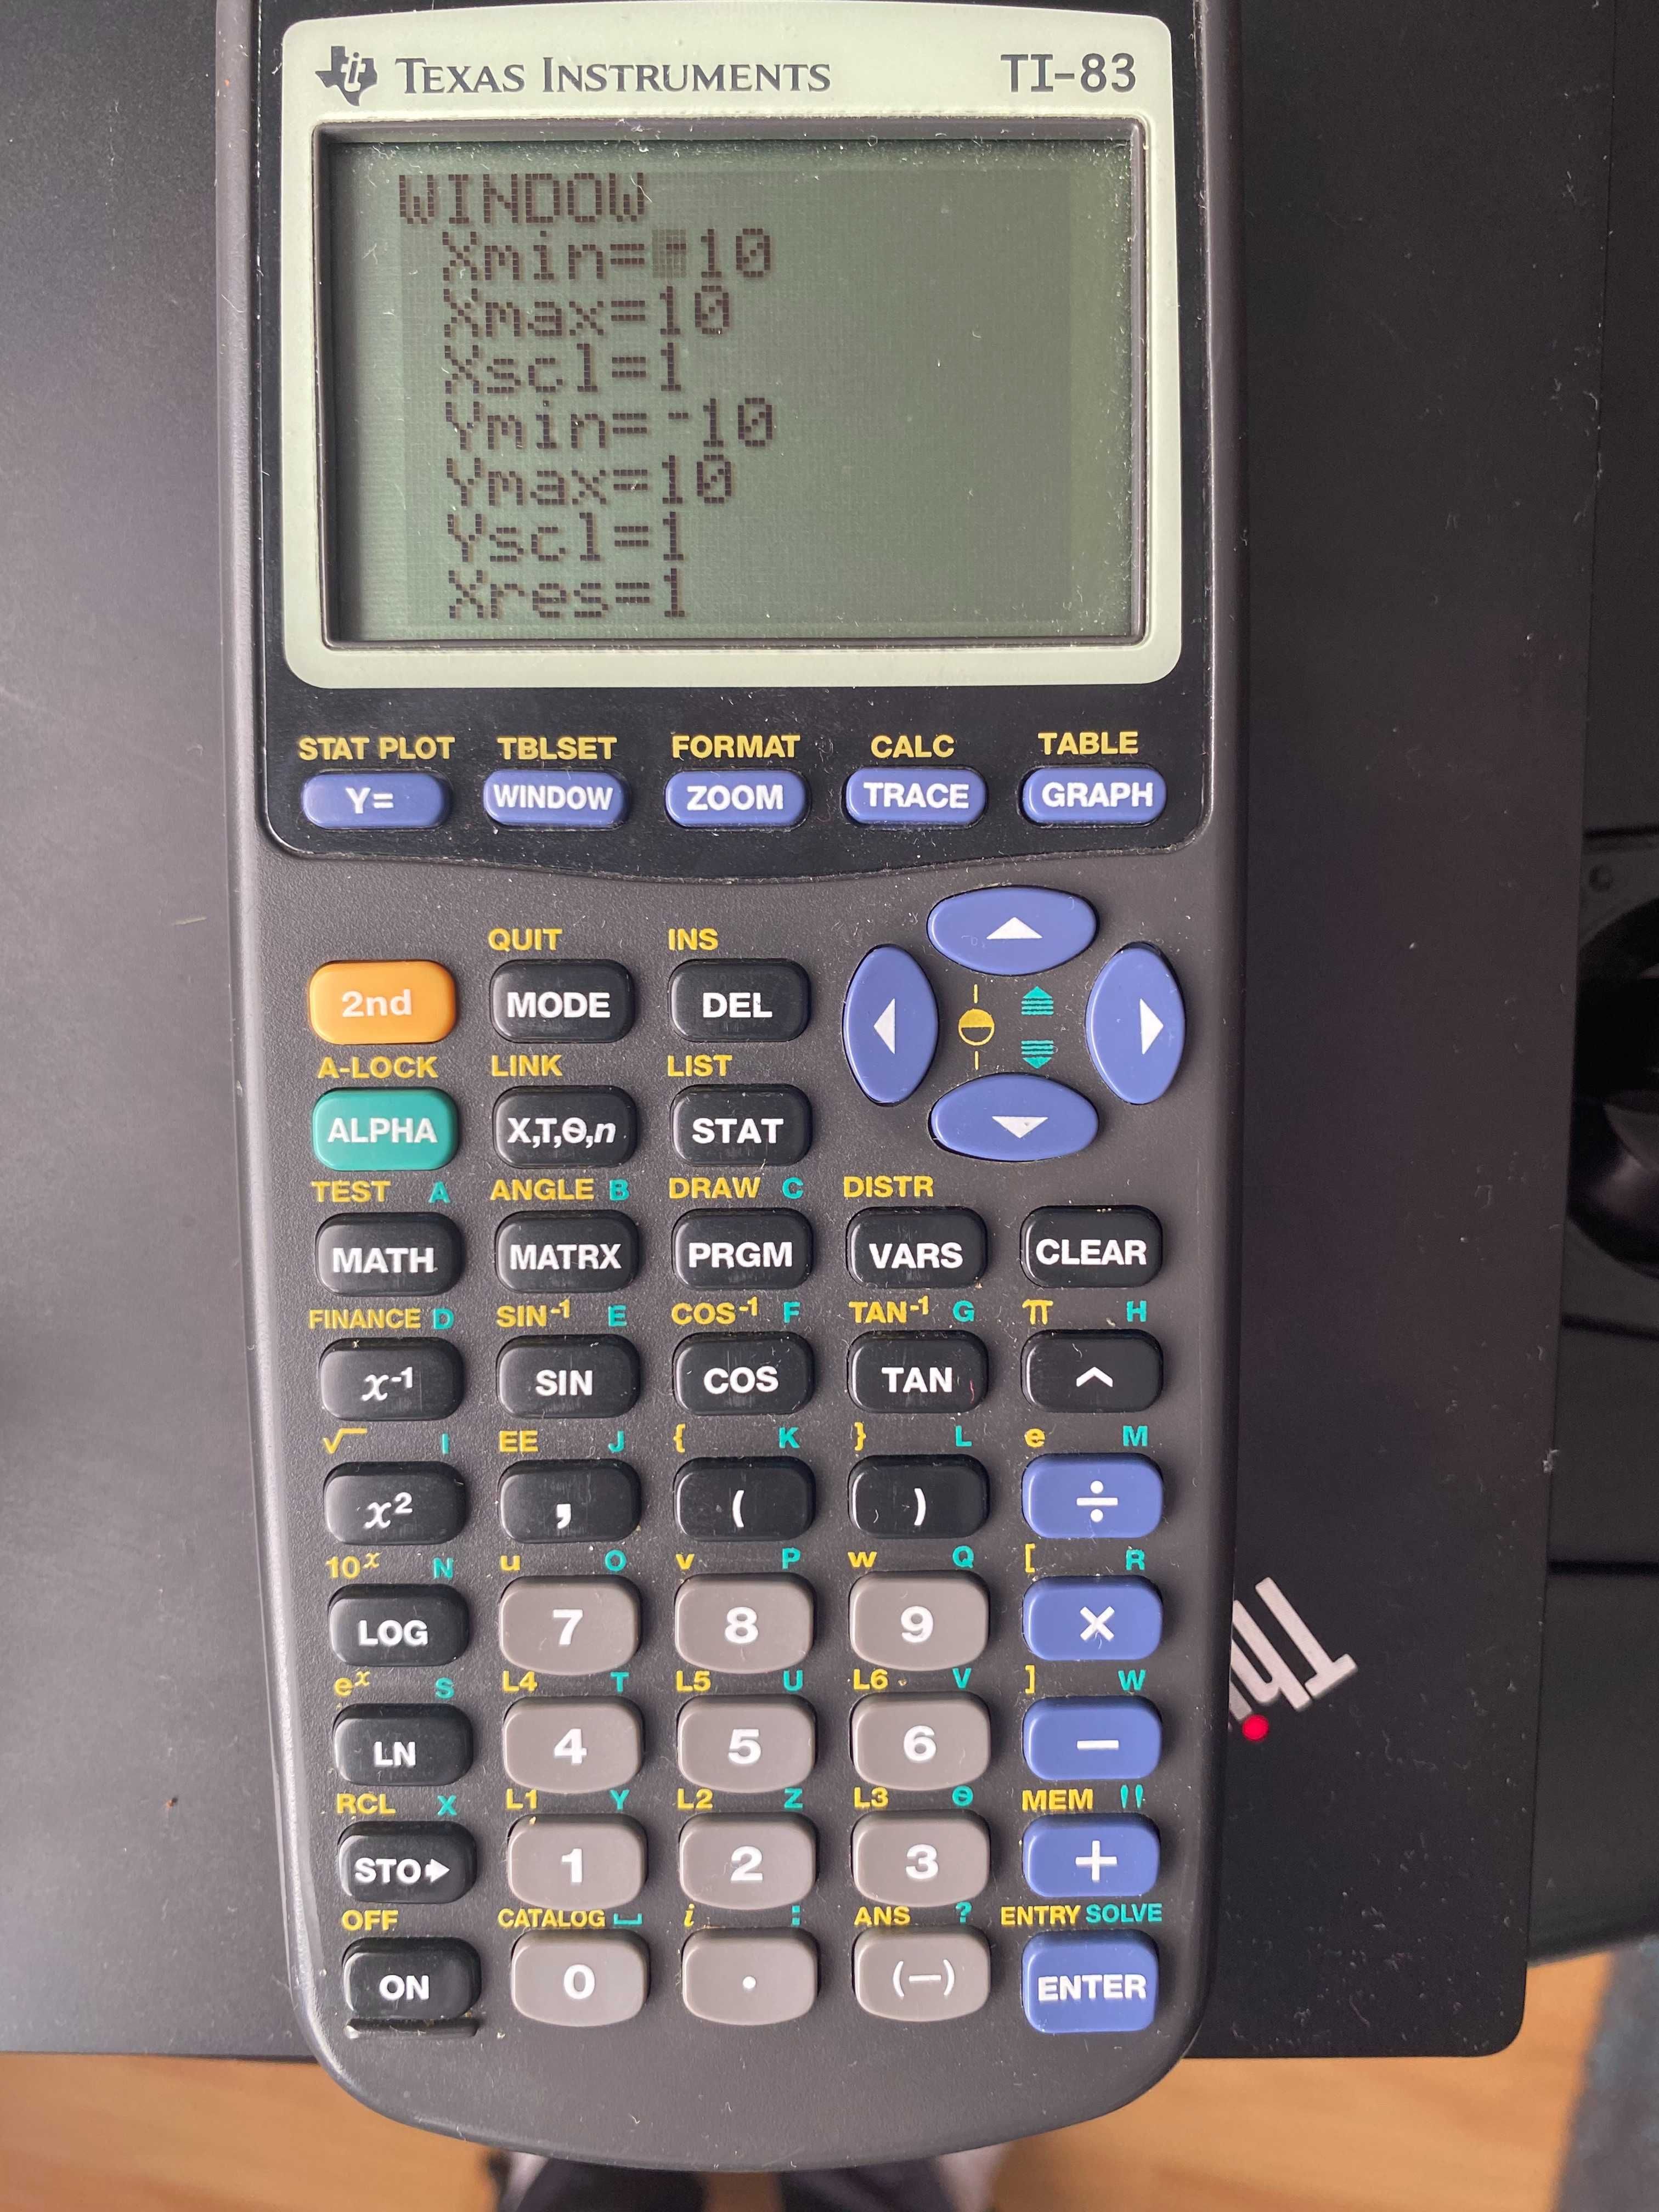 TEXAS INSTRUMENTS TI-83
WINDOW
Xmin=-10
Xmax=10
Xscl=1
Ymin=-10
Ymax=10
Yscl=1
Xres=1
STAT PLOT TBLSET FORMAT CALC TABLE
Y= WINDOW ZOOM TRACE GRAPH
QUIT INS
2nd MODE DEL
A-LOCK LINK LIST
ALPHA X,T,Θ,n STAT
TEST A ANGLE B DRAW C DISTR
MATH MATRX PRGM VARS CLEAR
FINANCE D SIN⁻¹ E COS⁻¹ F TAN⁻¹ G π H
x⁻¹ SIN COS TAN ^
√ I EE J { K } L e M
x² , ( ) ÷
10ˣ N u O v P w Q [ R
LOG 7 8 9 ×
eˣ S L4 T L5 U L6 V ] W
LN 4 5 6 −
RCL X L1 Y L2 Z L3 Θ MEM "
STO➧ 1 2 3 +
OFF CATALOG ⎵ i : ANS ? ENTRY SOLVE
ON 0 . (−) ENTER
Thi